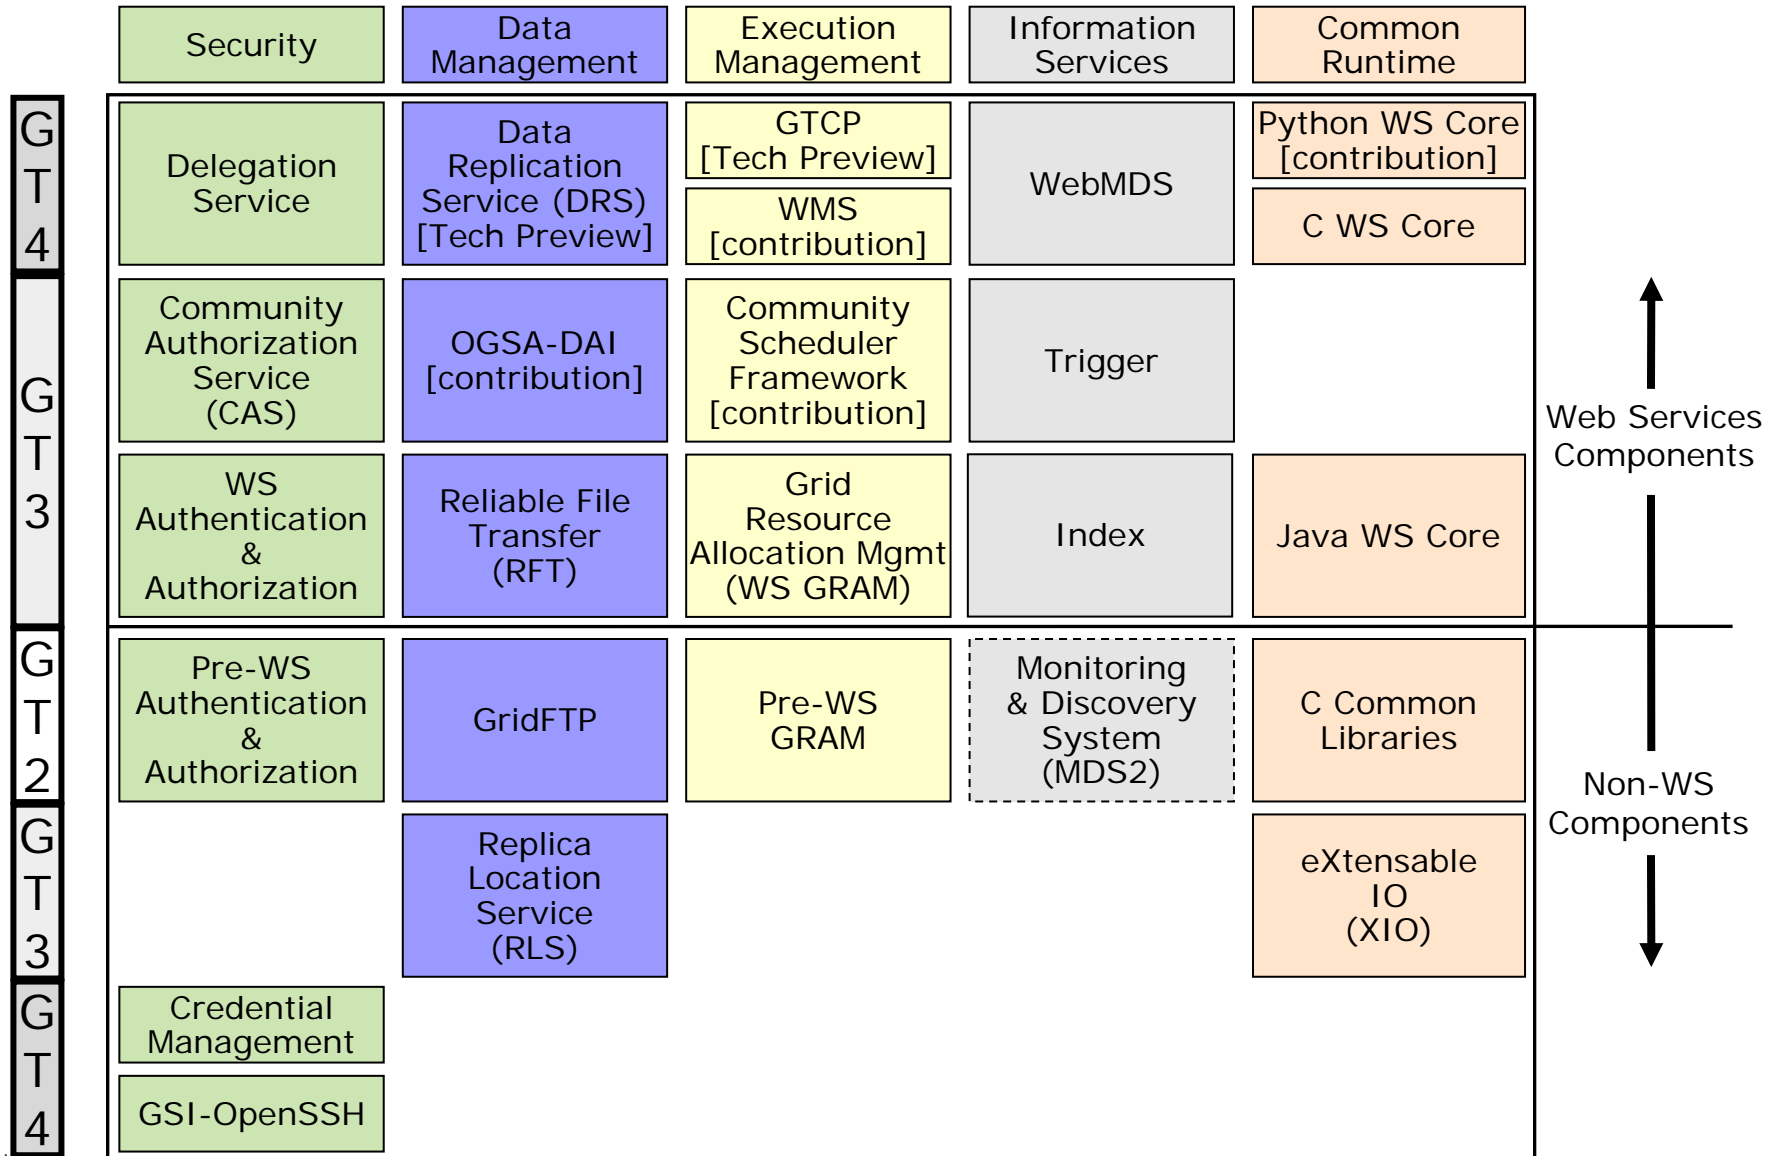 Security
Data
Management
Execution
Management
Information
Services
Common
Runtime
G
T
4
Delegation
Service
Data
Replication
Service (DRS)
[Tech Preview]
GTCP
[Tech Preview]
WMS
[contribution]
WebMDS
Python WS Core
[contribution]
C WS Core
G
T
3
Community
Authorization
Service
(CAS)
OGSA-DAI
[contribution]
Community
Scheduler
Framework
[contribution]
Trigger
Web Services
Components
WS
Authentication
&
Authorization
Reliable File
Transfer
(RFT)
Grid
Resource
Allocation Mgmt
(WS GRAM)
Index
Java WS Core
G
T
2
Pre-WS
Authentication
&
Authorization
GridFTP
Pre-WS
GRAM
Monitoring
& Discovery
System
(MDS2)
C Common
Libraries
Non-WS
Components
G
T
3
Replica
Location
Service
(RLS)
eXtensable
IO
(XIO)
G
T
4
Credential
Management
GSI-OpenSSH